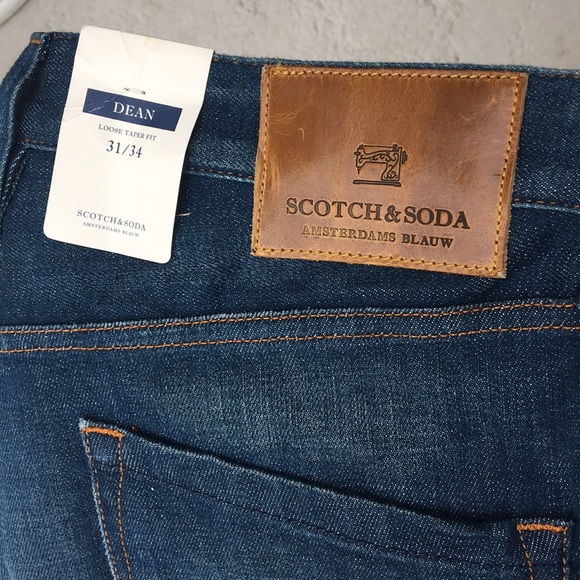 DEAN
LOOSE TAPER FIT
31/34
SCOTCH&SODA
AMSTERDAMS BLAUW
SCOTCH&SODA
AMSTERDAMS BLAUW